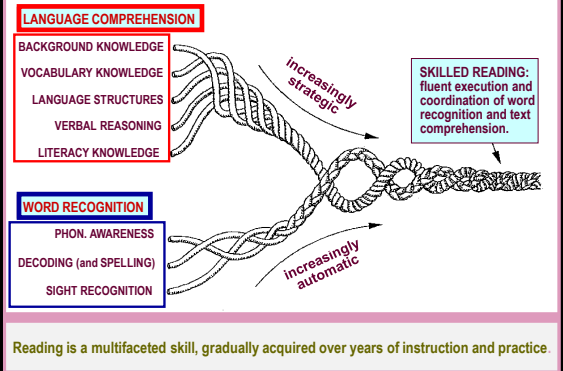 LANGUAGE COMPREHENSION
BACKGROUND KNOWLEDGE
VOCABULARY KNOWLEDGE
LANGUAGE STRUCTURES
VERBAL REASONING
LITERACY KNOWLEDGE
increasingly
strategic
SKILLED READING:
fluent execution and
coordination of word
recognition and text
comprehension.
WORD RECOGNITION
PHON. AWARENESS
DECODING (and SPELLING)
SIGHT RECOGNITION
increasingly
automatic
Reading is a multifaceted skill, gradually acquired over years of instruction and practice.